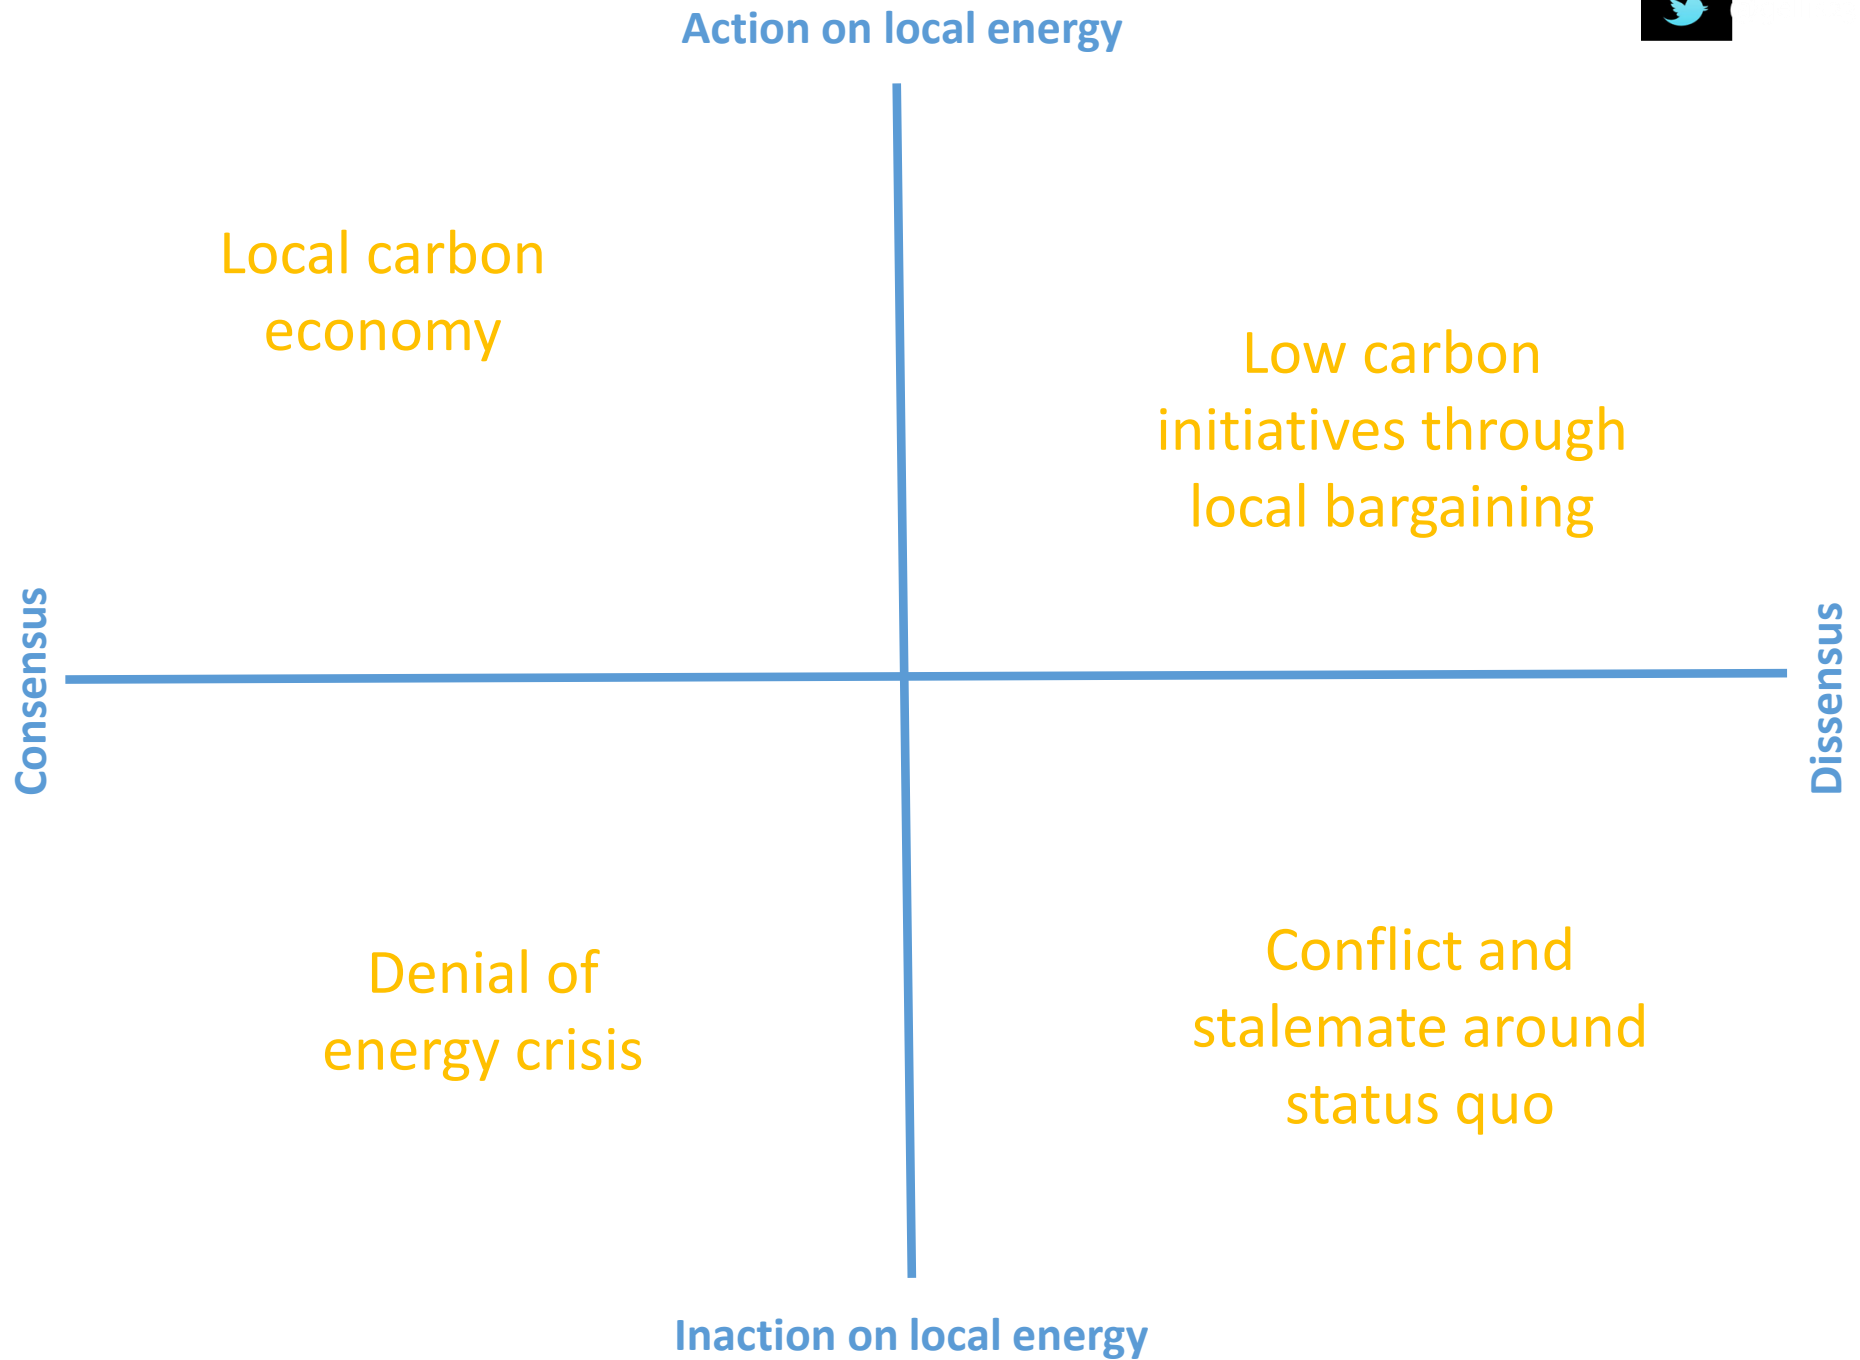 Action on local energy
Local carbon
economy
Low carbon
initiatives through
local bargaining
Consensus
Dissensus
Denial of
energy crisis
Conflict and
stalemate around
status quo
Inaction on local energy